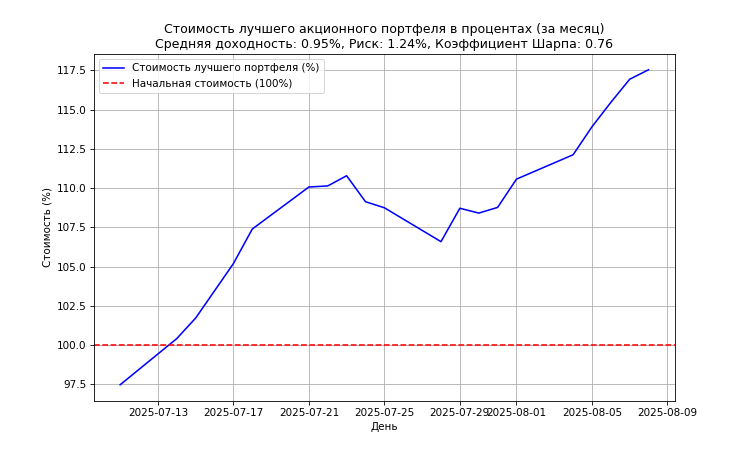 Стоимость лучшего акционного портфеля в процентах (за месяц)
Средняя доходность: 0.95%, Риск: 1.24%, Коэффициент Шарпа: 0.76
Стоимость лучшего портфеля (%)
Начальная стоимость (100%)
Стоимость (%)
117.5
115.0
112.5
110.0
107.5
105.0
102.5
100.0
97.5
2025-07-13 2025-07-17 2025-07-21 2025-07-25 2025-07-29 2025-08-01 2025-08-05 2025-08-09
День